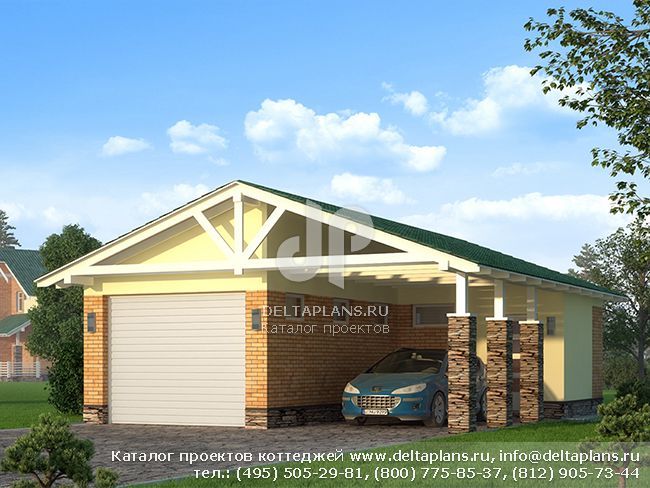 DELTAPLANS.RU
Каталог проектов
Каталог проектов коттеджей www.deltaplans.ru, info@deltaplans.ru
тел.: (495) 505-29-81, (800) 775-85-37, (812) 905-73-44